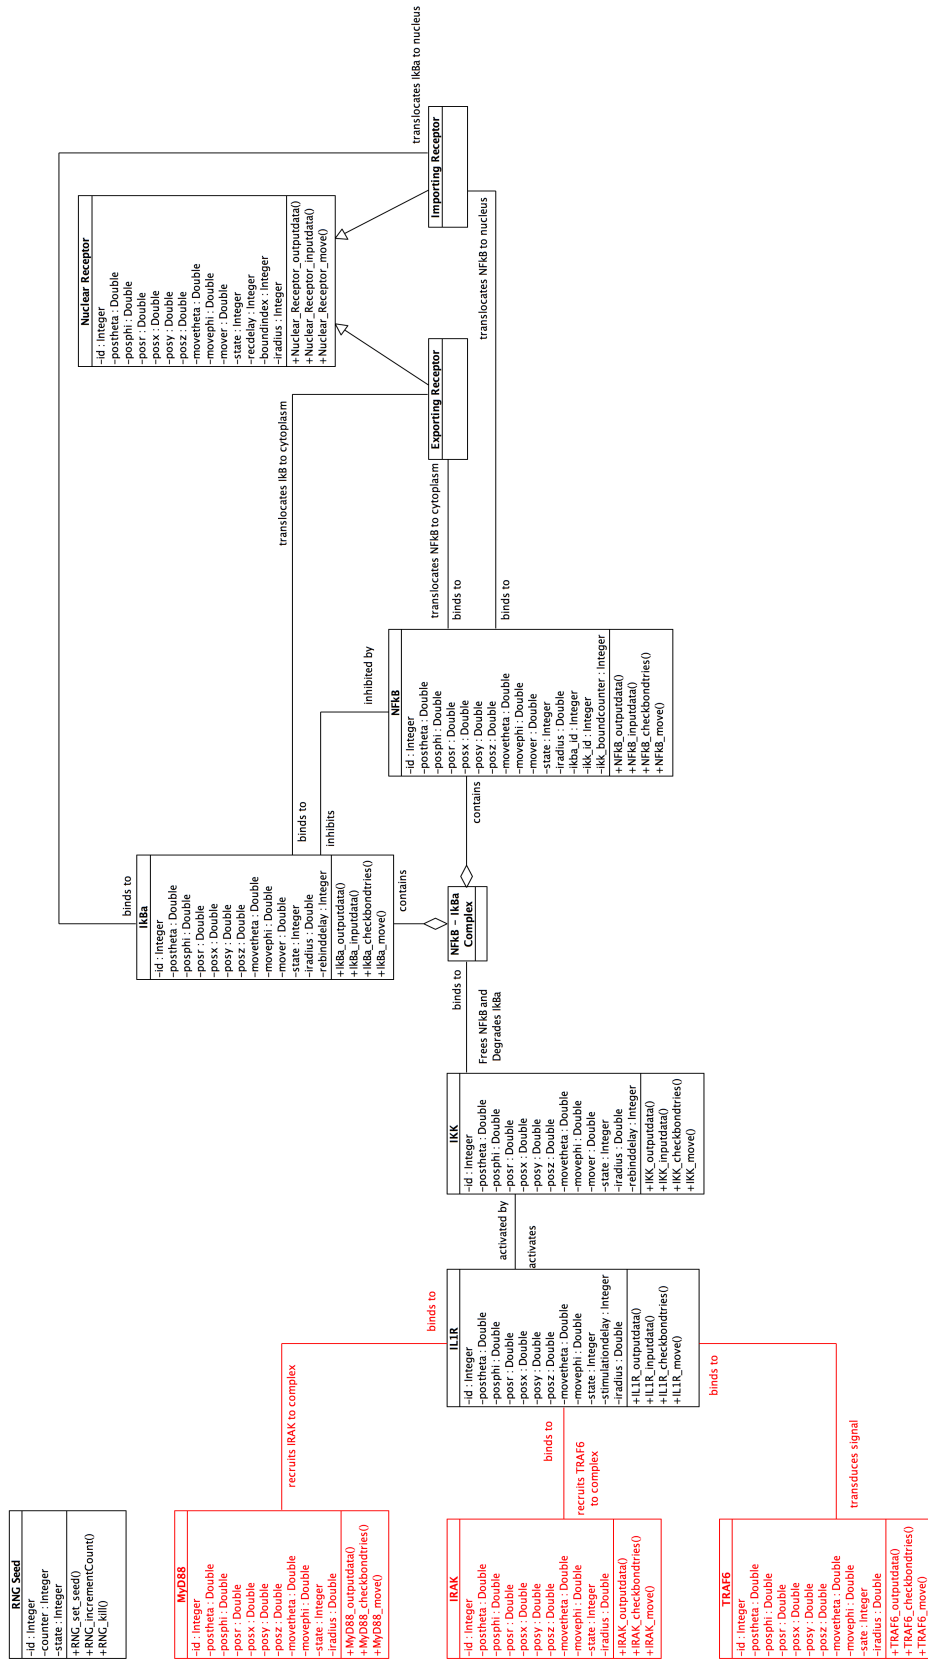 RNG Seed
-id : Integer
-counter : Integer
-state : Integer
+RNG_set_seed()
+RNG_incrementCount()
+RNG_kill()
MyD88
-id : Integer
-postheta : Double
-posphi : Double
-posr : Double
-posx : Double
-posy : Double
-posz : Double
-movetheta : Double
-movephi : Double
-state : Integer
-iradius : Double
+MyD88_outputdata()
+MyD88_checkbondtries()
+MyD88_move()
recruits IRAK to complex
binds to
IRAK
-id : Integer
-postheta : Double
-posphi : Double
-posr : Double
-posx : Double
-posy : Double
-posz : Double
-movetheta : Double
-movephi : Double
-state : Integer
-iradius : Double
+IRAK_outputdata()
+IRAK_checkbondtries()
+IRAK_move()
recruits TRAF6
to complex
binds to
TRAF6
-id : Integer
-postheta : Double
-posphi : Double
-posr : Double
-posx : Double
-posy : Double
-posz : Double
-movetheta : Double
-movephi : Double
-sate : Integer
-iradius : Double
+TRAF6_outputdata()
+TRAF6_checkbondtries()
+TRAF6_move()
transduces signal
binds to
IL1R
-id : Integer
-postheta : Double
-posphi : Double
-posr : Double
-posx : Double
-posy : Double
-posz : Double
-movetheta : Double
-movephi : Double
-state : Integer
-stimulationdelay : Integer
-iradius : Double
+IL1R_outputdata()
+IL1R_inputdata()
+IL1R_checkbondtries()
+IL1R_move()
activated by
activates
IKK
-id : Integer
-postheta : Double
-posphi : Double
-posr : Double
-posx : Double
-posy : Double
-posz : Double
-movetheta : Double
-movephi : Double
-mover : Double
-state : Integer
-iradius : Double
-rebinddelay : Integer
+IKK_outputdata()
+IKK_inputdata()
+IKK_checkbondtries()
+IKK_move()
binds to
Frees NFkB and
Degrades IkBa
NFkB - IkBa
Complex
contains
contains
IkBa
-id : Integer
-postheta : Double
-posphi : Double
-posr : Double
-posx : Double
-posy : Double
-posz : Double
-movetheta : Double
-movephi : Double
-mover : Double
-state : Integer
-iradius : Double
-rebinddelay : Integer
+IkBa_outputdata()
+IkBa_inputdata()
+IkBa_checkbondtries()
+IkBa_move()
binds to
binds to
inhibits
inhibited by
NFkB
-id : Integer
-postheta : Double
-posphi : Double
-posr : Double
-posx : Double
-posy : Double
-posz : Double
-movetheta : Double
-movephi : Double
-mover : Double
-state : Integer
-iradius : Double
-ikba_id : Integer
-ikk_id : Integer
-ikk_boundcounter : Integer
+NFkB_outputdata()
+NFkB_inputdata()
+NFkB_checkbondtries()
+NFkB_move()
translocates NFkB to cytoplasm
binds to
binds to
translocates IkB to cytoplasm
Exporting Receptor
translocates NFkB to nucleus
Nuclear Receptor
-id : Integer
-postheta : Double
-posphi : Double
-posr : Double
-posx : Double
-posy : Double
-posz : Double
-movetheta : Double
-movephi : Double
-mover : Double
-state : Integer
-recdelay : Integer
-boundindex : Integer
-iradius : Integer
+Nuclear_Receptor_outputdata()
+Nuclear_Receptor_inputdata()
+Nuclear_Receptor_move()
Importing Receptor
translocates IkBa to nucleus